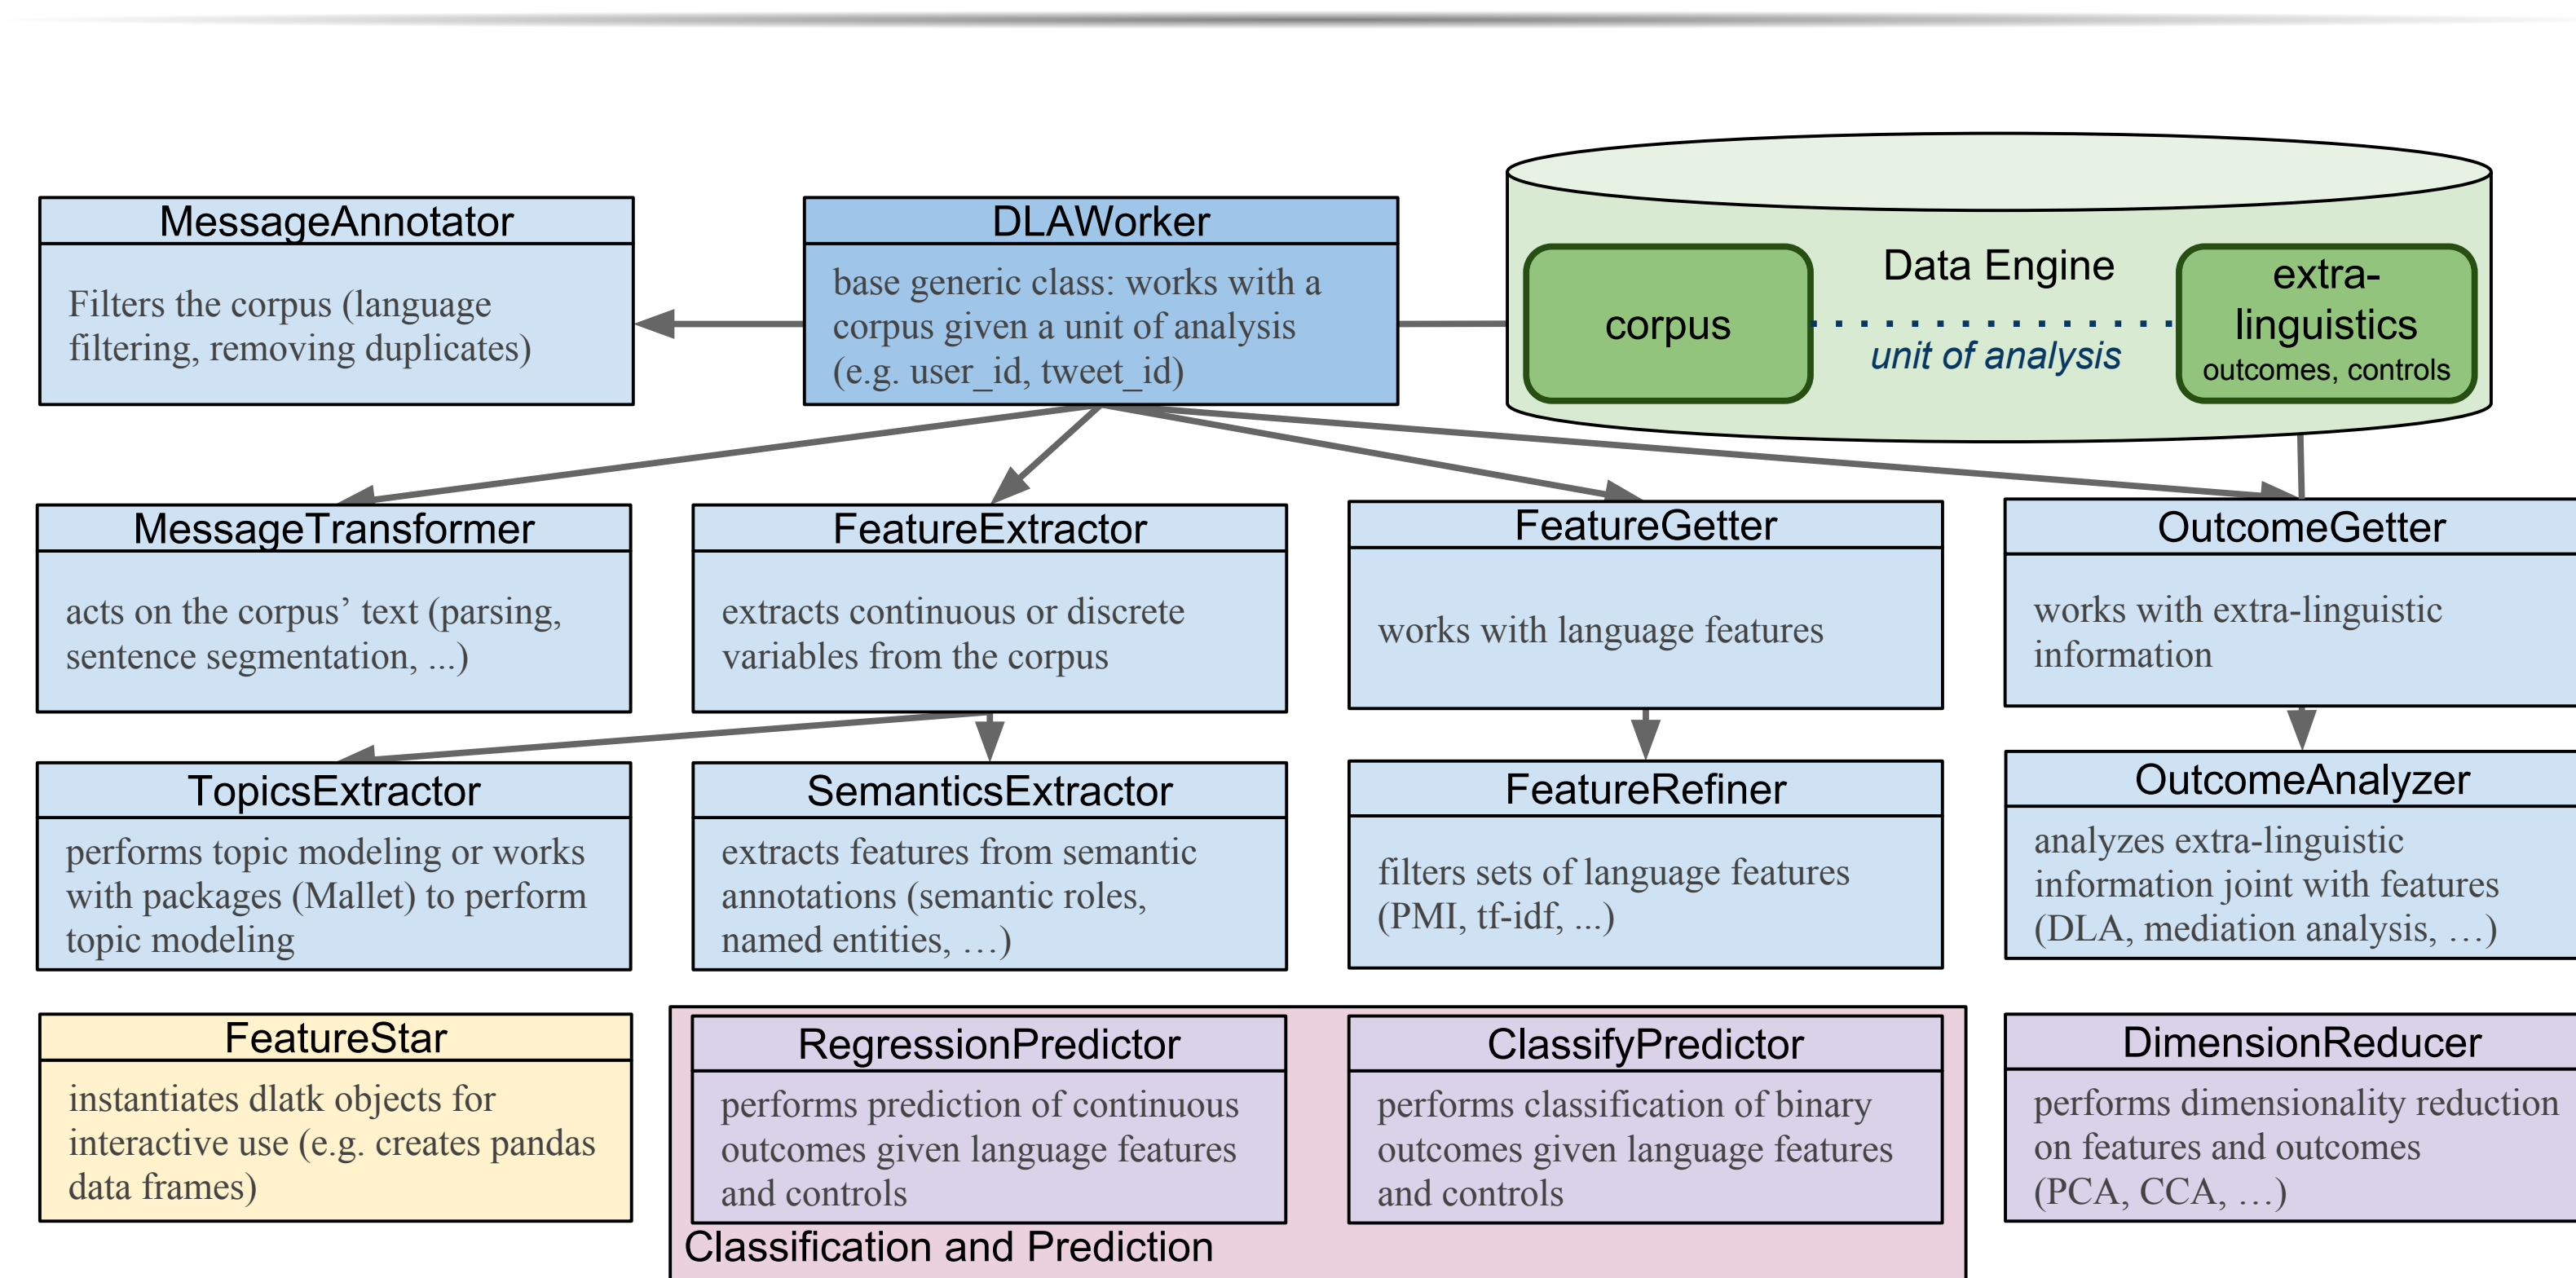 MessageAnnotator
Filters the corpus (language
filtering, removing duplicates)
DLAWorker
base generic class: works with a
corpus given a unit of analysis
(e.g. user_id, tweet_id)
Data Engine
corpus
unit of analysis
extra-
linguistics
outcomes, controls
MessageTransformer
acts on the corpus’ text (parsing,
sentence segmentation, ...)
FeatureExtractor
extracts continuous or discrete
variables from the corpus
FeatureGetter
works with language features
OutcomeGetter
works with extra-linguistic
information
TopicsExtractor
performs topic modeling or works
with packages (Mallet) to perform
topic modeling
SemanticsExtractor
extracts features from semantic
annotations (semantic roles,
named entities, …)
FeatureRefiner
filters sets of language features
(PMI, tf-idf, ...)
OutcomeAnalyzer
analyzes extra-linguistic
information joint with features
(DLA, mediation analysis, …)
FeatureStar
instantiates dlatk objects for
interactive use (e.g. creates pandas
data frames)
RegressionPredictor
performs prediction of continuous
outcomes given language features
and controls
ClassifyPredictor
performs classification of binary
outcomes given language features
and controls
Classification and Prediction
DimensionReducer
performs dimensionality reduction
on features and outcomes
(PCA, CCA, …)